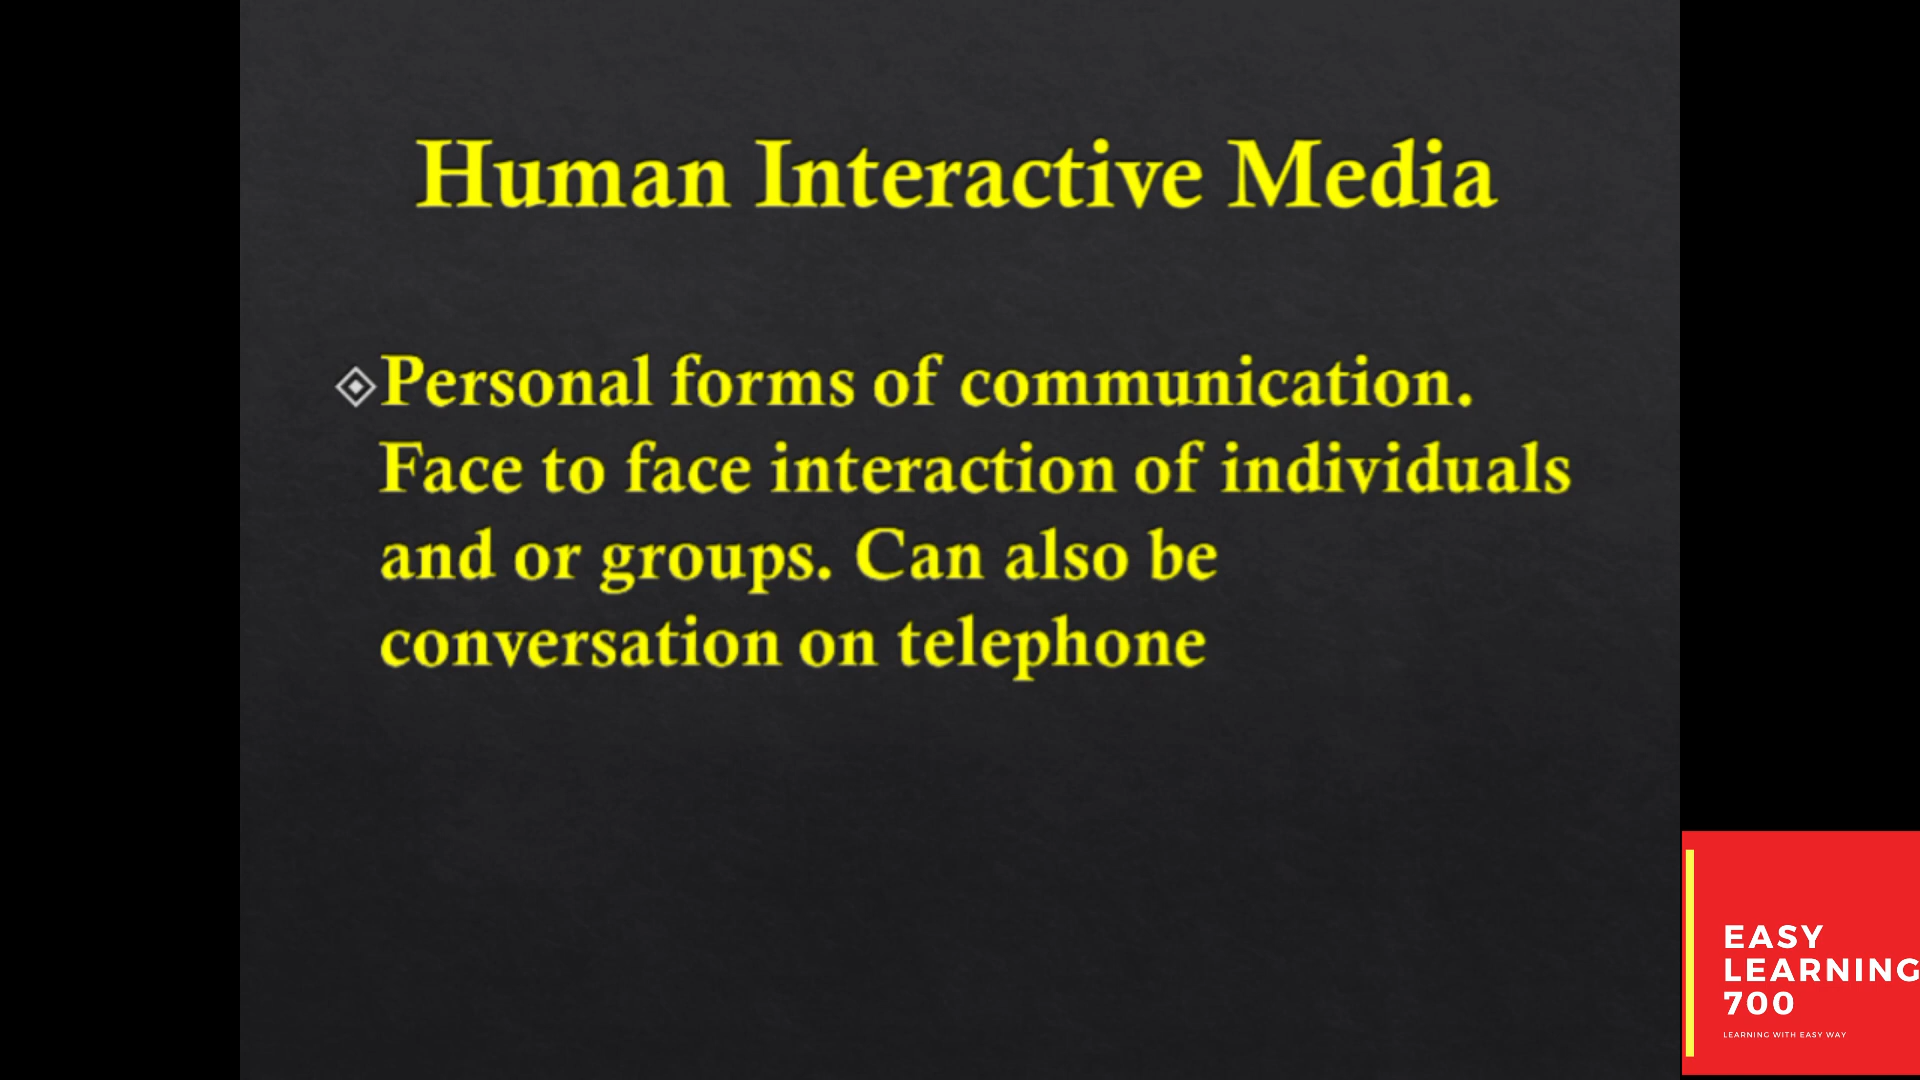 Human Interactive Media
Personal forms of communication.
Face to face interaction of individuals
and or groups. Can also be
conversation on telephone
EASY
LEARNING
700
LEARNING WITH EASY WAY